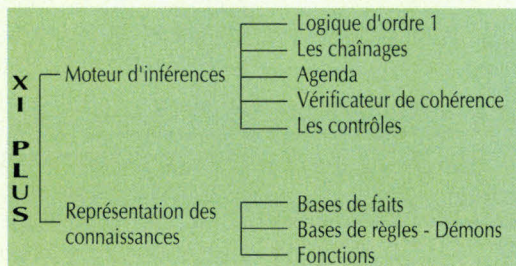 XI PLUS
Moteur d'inférences
Logique d'ordre 1
Les chaînages
Agenda
Vérificateur de cohérence
Les contrôles
Représentation des
connaissances
Bases de faits
Bases de règles - Démons
Fonctions